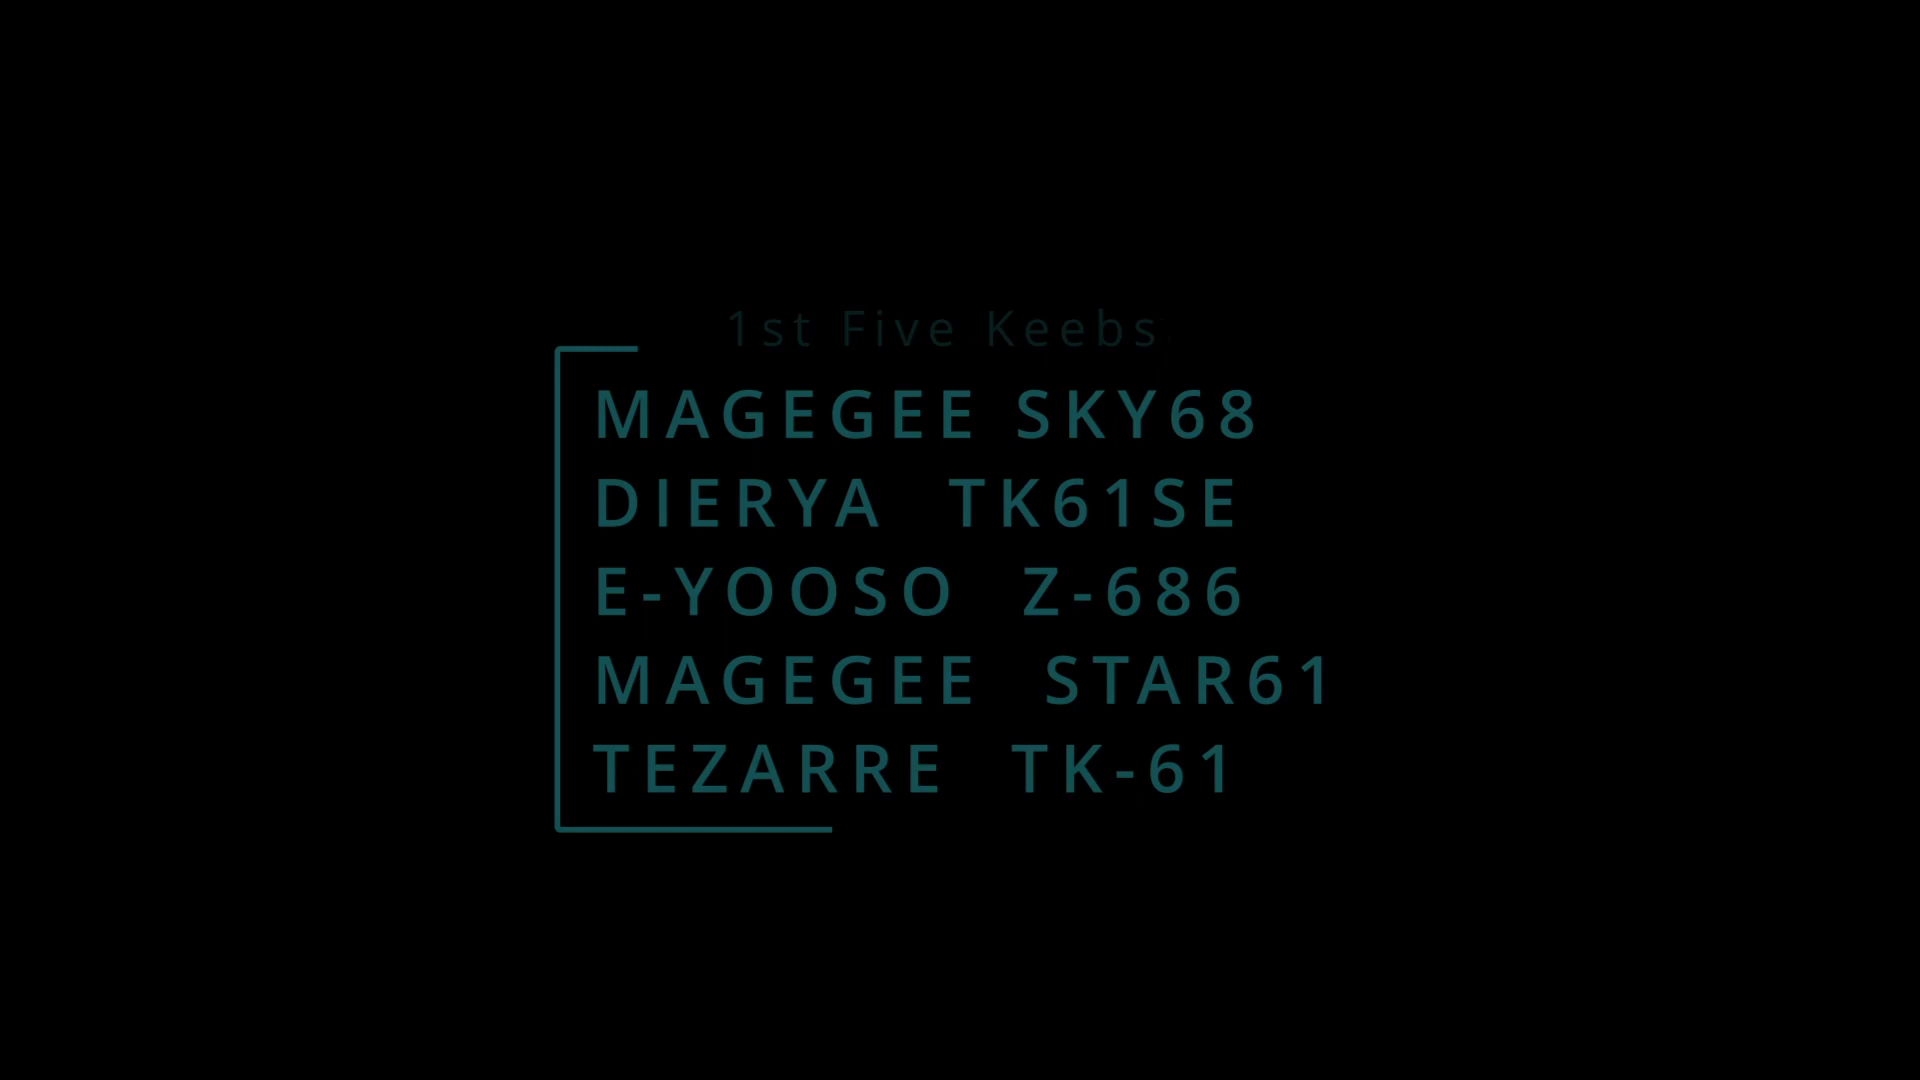 1st Five Keebs
MAGEGEE SKY68
DIERYA TK61SE
E-YOOSO Z-686
MAGEGEE STAR61
TEZARRE TK-61